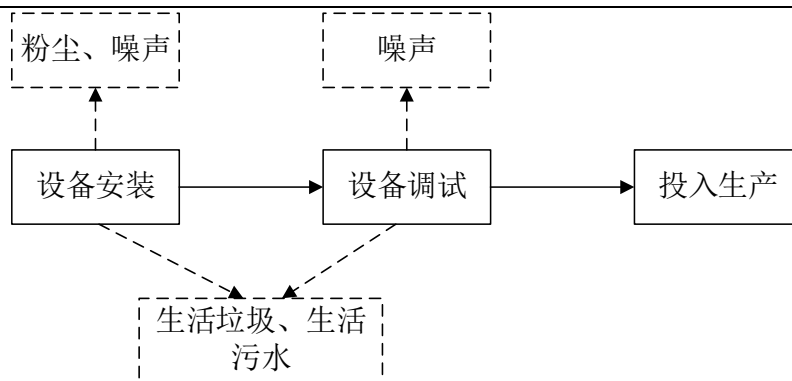 粉尘、噪声
噪声
设备安装
设备调试
投入生产
生活垃圾、生活
污水